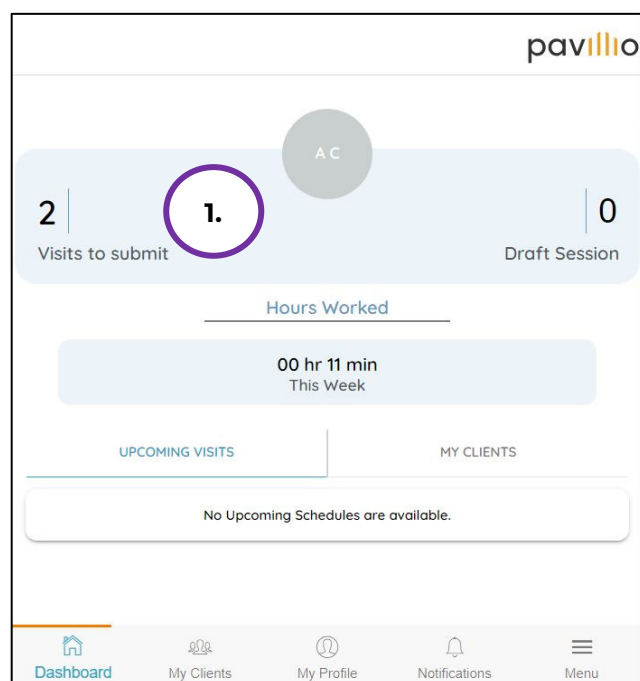 pavillio
A C
2
1.
0
Visits to submit
Draft Session
Hours Worked
00 hr 11 min
This Week
UPCOMING VISITS
MY CLIENTS
No Upcoming Schedules are available.
Dashboard
My Clients
My Profile
Notifications
Menu